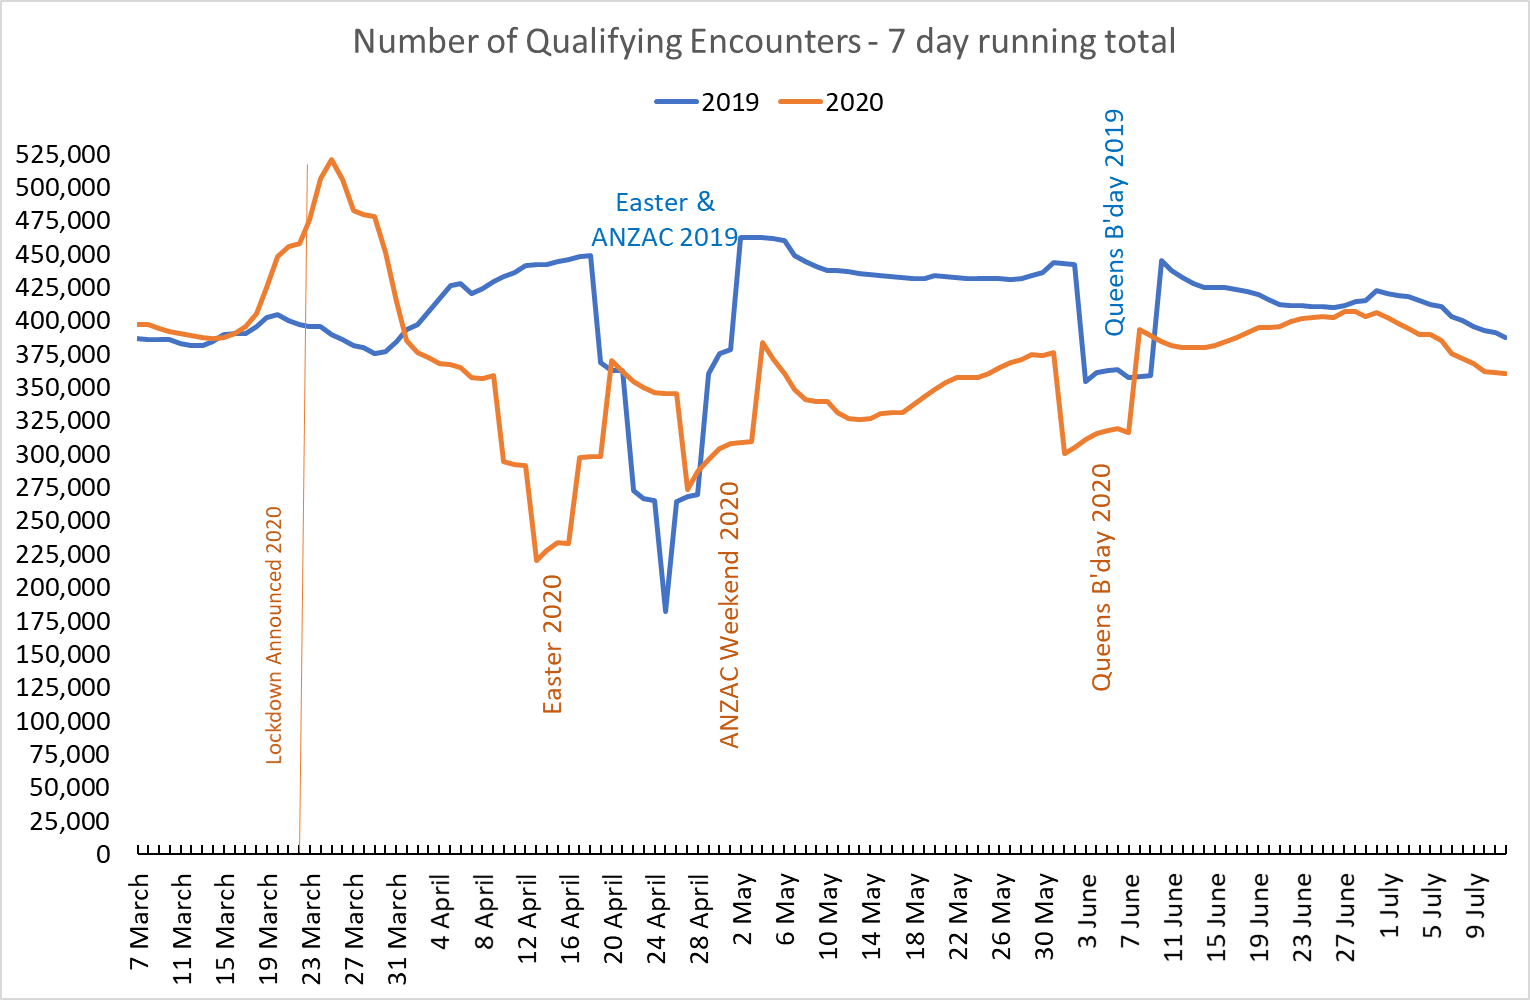 Number of Qualifying Encounters - 7 day running total
2019 2020
525,000
500,000
475,000
450,000
425,000
400,000
375,000
350,000
325,000
300,000
275,000
250,000
225,000
200,000
175,000
150,000
125,000
100,000
75,000
50,000
25,000
0
Lockdown Announced 2020
Easter 2020
Easter &
ANZAC 2019
ANZAC Weekend 2020
Queens B'day 2019
Queens B'day 2020
7 March
11 March
15 March
19 March
23 March
27 March
31 March
4 April
8 April
12 April
16 April
20 April
24 April
28 April
2 May
6 May
10 May
14 May
18 May
22 May
26 May
30 May
3 June
7 June
11 June
15 June
19 June
23 June
27 June
1 July
5 July
9 July